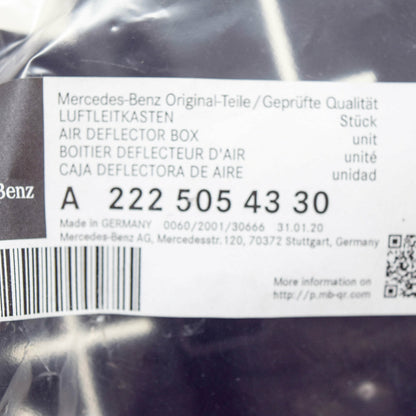 Mercedes-Benz Original-Teile/Geprüfte Qualität
LUFTLEITKASTEN Stück
AIR DEFLECTOR BOX unit
BOITIER DEFLECTEUR D'AIR unité
CAJA DEFLECTORA DE AIRE unidad
Benz
A 222 505 43 30
Made in GERMANY 0060/2001/30666 31.01.20
Mercedes-Benz AG, Mercedesstr.120, 70372 Stuttgart, Germany
More information on
http://p.mb-qr.com